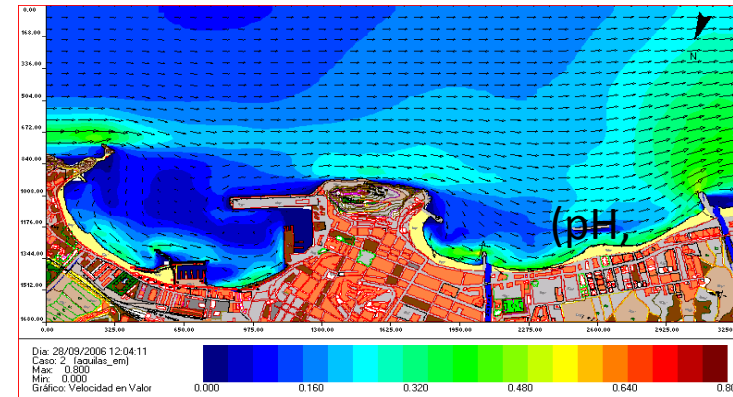 0.00
168.00
336.00
504.00
672.00
840.00
1008.00
1176.00
1344.00
1512.00
1680.00
N
(pH,
0.00 325.00 650.00 975.00 1300.00 1625.00 1950.00 2275.00 2600.00 2925.00 3250
Dia: 28/09/2006 12:04:11
Caso: 2 (aguilas_em)
Max: 0.800
Min: 0.000
Gráfico: Velocidad en Valor
0.000 0.160 0.320 0.480 0.640 0.80